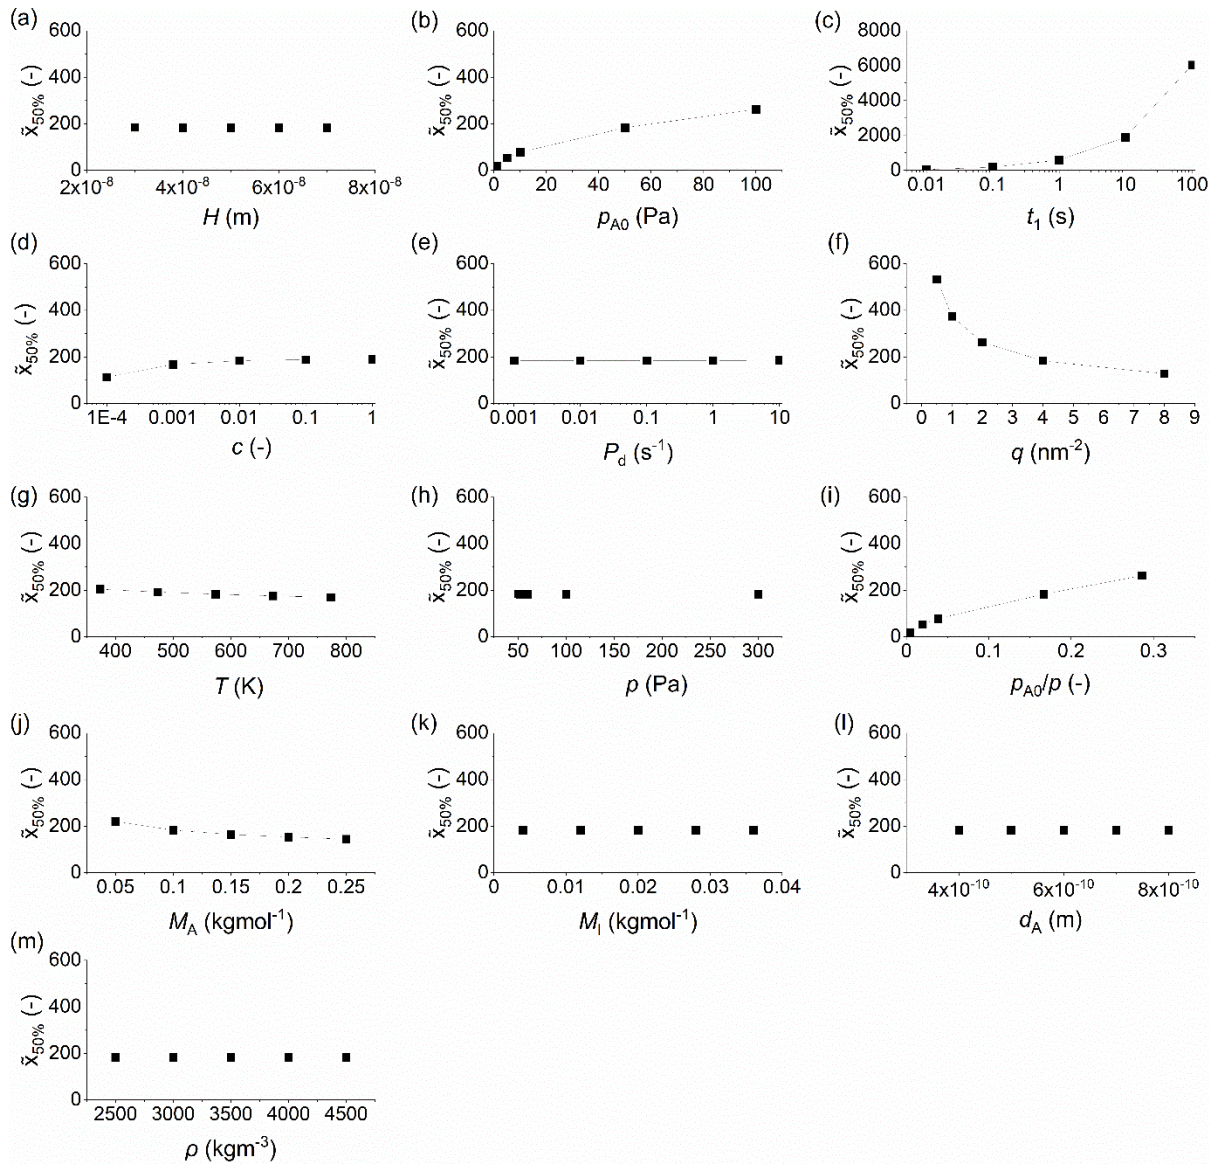 (a)
600
400
200
0
x̃50% (-)
2x10-8 4x10-8 6x10-8 8x10-8
H (m)
(b)
600
400
200
0
x̃50% (-)
0 20 40 60 80 100
pA0 (Pa)
(c)
8000
6000
4000
2000
0
x̃50% (-)
0.01 0.1 1 10 100
t1 (s)
(d)
600
400
200
0
x̃50% (-)
1E-4 0.001 0.01 0.1 1
c (-)
(e)
600
400
200
0
x̃50% (-)
0.001 0.01 0.1 1 10
Pd (s-1)
(f)
600
400
200
0
x̃50% (-)
0 1 2 3 4 5 6 7 8 9
q (nm-2)
(g)
600
400
200
0
x̃50% (-)
400 500 600 700 800
T (K)
(h)
600
400
200
0
x̃50% (-)
50 100 150 200 250 300
p (Pa)
(i)
600
400
200
0
x̃50% (-)
0 0.1 0.2 0.3
pA0/p (-)
(j)
600
400
200
0
x̃50% (-)
0.05 0.1 0.15 0.2 0.25
MA (kgmol-1)
(k)
600
400
200
0
x̃50% (-)
0 0.01 0.02 0.03 0.04
MI (kgmol-1)
(l)
600
400
200
0
x̃50% (-)
4x10-10 6x10-10 8x10-10
dA (m)
(m)
600
400
200
0
x̃50% (-)
2500 3000 3500 4000 4500
ρ (kgm-3)